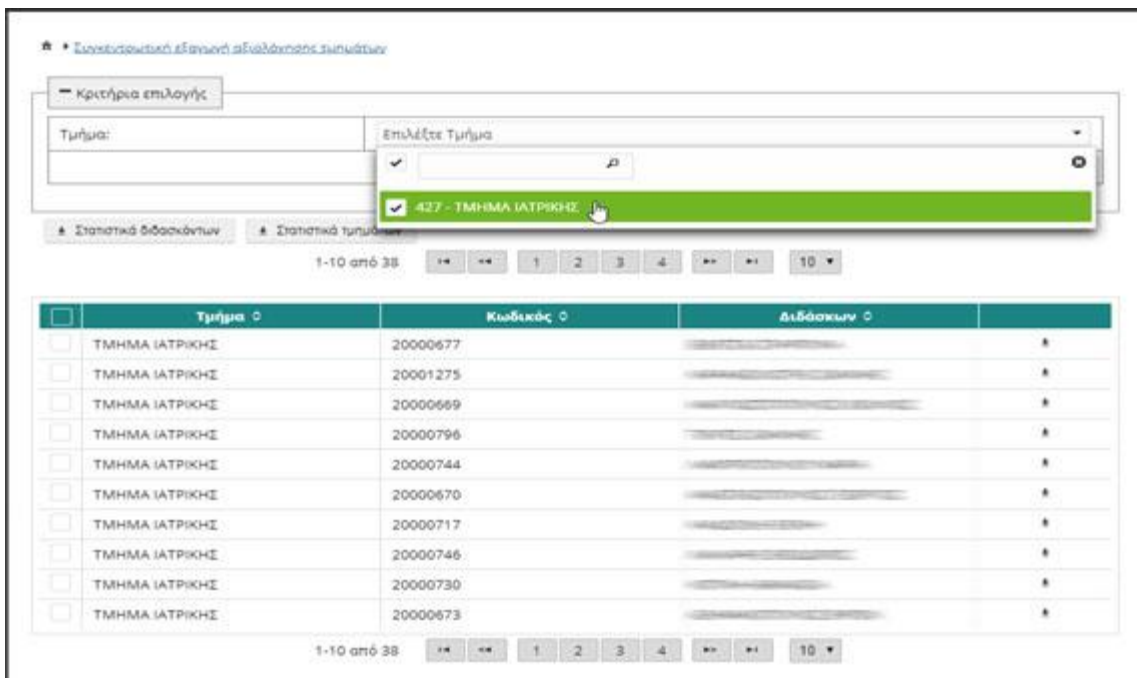 Συγκεντρωτική εξαγωγή αξιολόγησης τμημάτων
Κριτήρια επιλογής
Τμήμα: Επιλέξτε Τμήμα
427 - ΤΜΗΜΑ ΙΑΤΡΙΚΗΣ
Στατιστικά διδασκόντων Στατιστικά τμημάτων
1-10 από 38 1 2 3 4 10
Τμήμα Κωδικός Διδάσκων
ΤΜΗΜΑ ΙΑΤΡΙΚΗΣ 20000677
ΤΜΗΜΑ ΙΑΤΡΙΚΗΣ 20001275
ΤΜΗΜΑ ΙΑΤΡΙΚΗΣ 20000669
ΤΜΗΜΑ ΙΑΤΡΙΚΗΣ 20000796
ΤΜΗΜΑ ΙΑΤΡΙΚΗΣ 20000744
ΤΜΗΜΑ ΙΑΤΡΙΚΗΣ 20000670
ΤΜΗΜΑ ΙΑΤΡΙΚΗΣ 20000717
ΤΜΗΜΑ ΙΑΤΡΙΚΗΣ 20000746
ΤΜΗΜΑ ΙΑΤΡΙΚΗΣ 20000730
ΤΜΗΜΑ ΙΑΤΡΙΚΗΣ 20000673
1-10 από 38 1 2 3 4 10